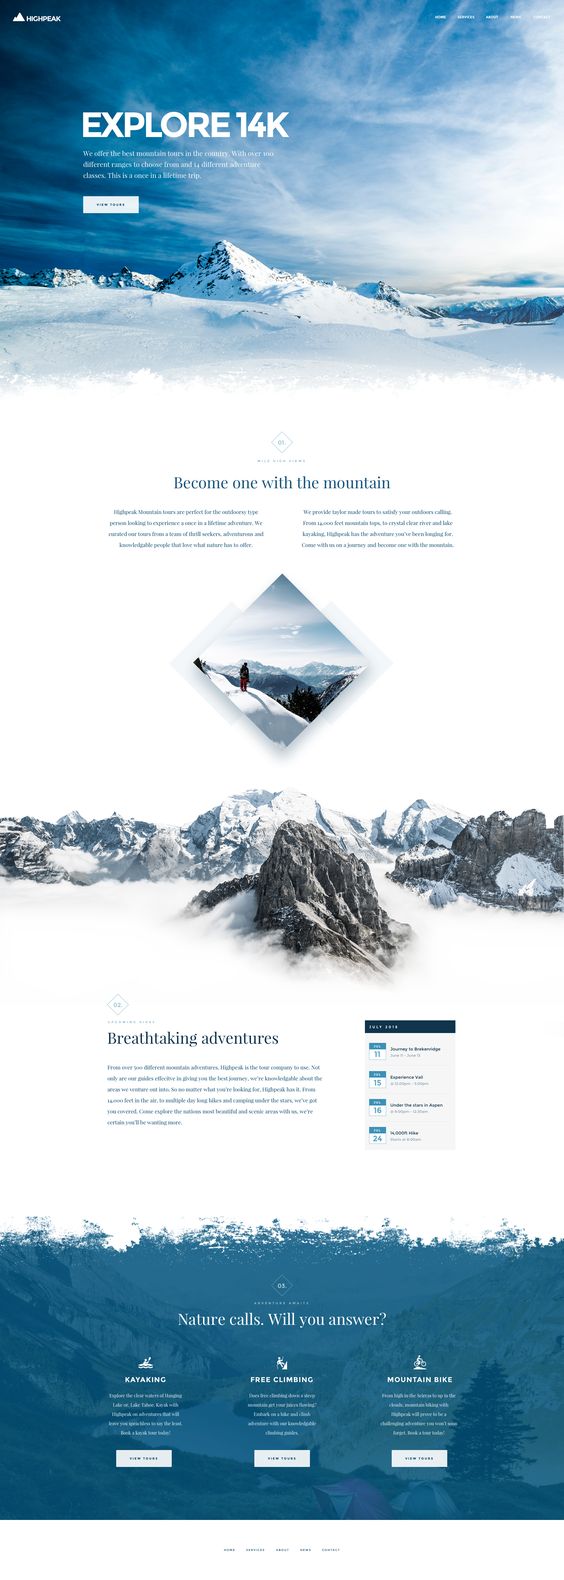 HIGHPEAK
HOME SERVICES ABOUT NEWS CONTACT
EXPLORE 14K
We offer the best mountain tours in the country. With over 100
different ranges to choose from and 14 different adventure
classes. This is a once in a lifetime trip.
VIEW TOURS
01.
MILE HIGH VIEWS
Become one with the mountain
Highpeak Mountain tours are perfect for the outdoorsy type
person looking to experience a once in a lifetime adventure. We
curated our tours from a team of thrill seekers, adventurous and
knowledgable people that love what nature has to offer.
We provide taylor made tours to satisfy your outdoors calling.
From 14,000 feet mountain tops, to crystal clear river and lake
kayaking, Highpeak has the adventure you've been longing for.
Come with us on a journey and become one with the mountain.
02.
UPCOMING HIKES
Breathtaking adventures
From over 500 different mountain adventures, Highpeak is the tour company to use. Not
only are our guides effective in giving you the best journey, we're knowledgable about the
areas we venture out into. So no matter what you're looking for, Highpeak has it. From
14,000 feet in the air, to multiple day long hikes and camping under the stars, we've got
you covered. Come explore the nations most beautiful and scenic areas with us, we're
certain you'll be wanting more.
JULY 2016
JUL
11
Journey to Brekenridge
June 11 - June 13
JUL
15
Experience Vail
@ 12:00pm - 5:00pm
JUL
16
Under the stars in Aspen
JUL
24
14,000ft Hike
03.
ADVENTURE AWAITS
Nature calls. Will you answer?
KAYAKING
Explore the clear waters of Hanging
Lake or, Lake Tahoe. Kayak with
Highpeak on adventures that will
leave you speachless to say the least.
Book a kayak tour today!
VIEW TOURS
FREE CLIMBING
Does free climbing down a steep
mountain get your juices flowing?
Embark on a hike and climb
adventure with our knowledgable
climbing guides.
VIEW TOURS
MOUNTAIN BIKE
From high in the Scieras to up in the
clouds, mountain biking with
Highpeak will prove to be a
challenging adventure you won't soon
forget. Book a tour today!
VIEW TOURS
HOME SERVICES ABOUT NEWS CONTACT